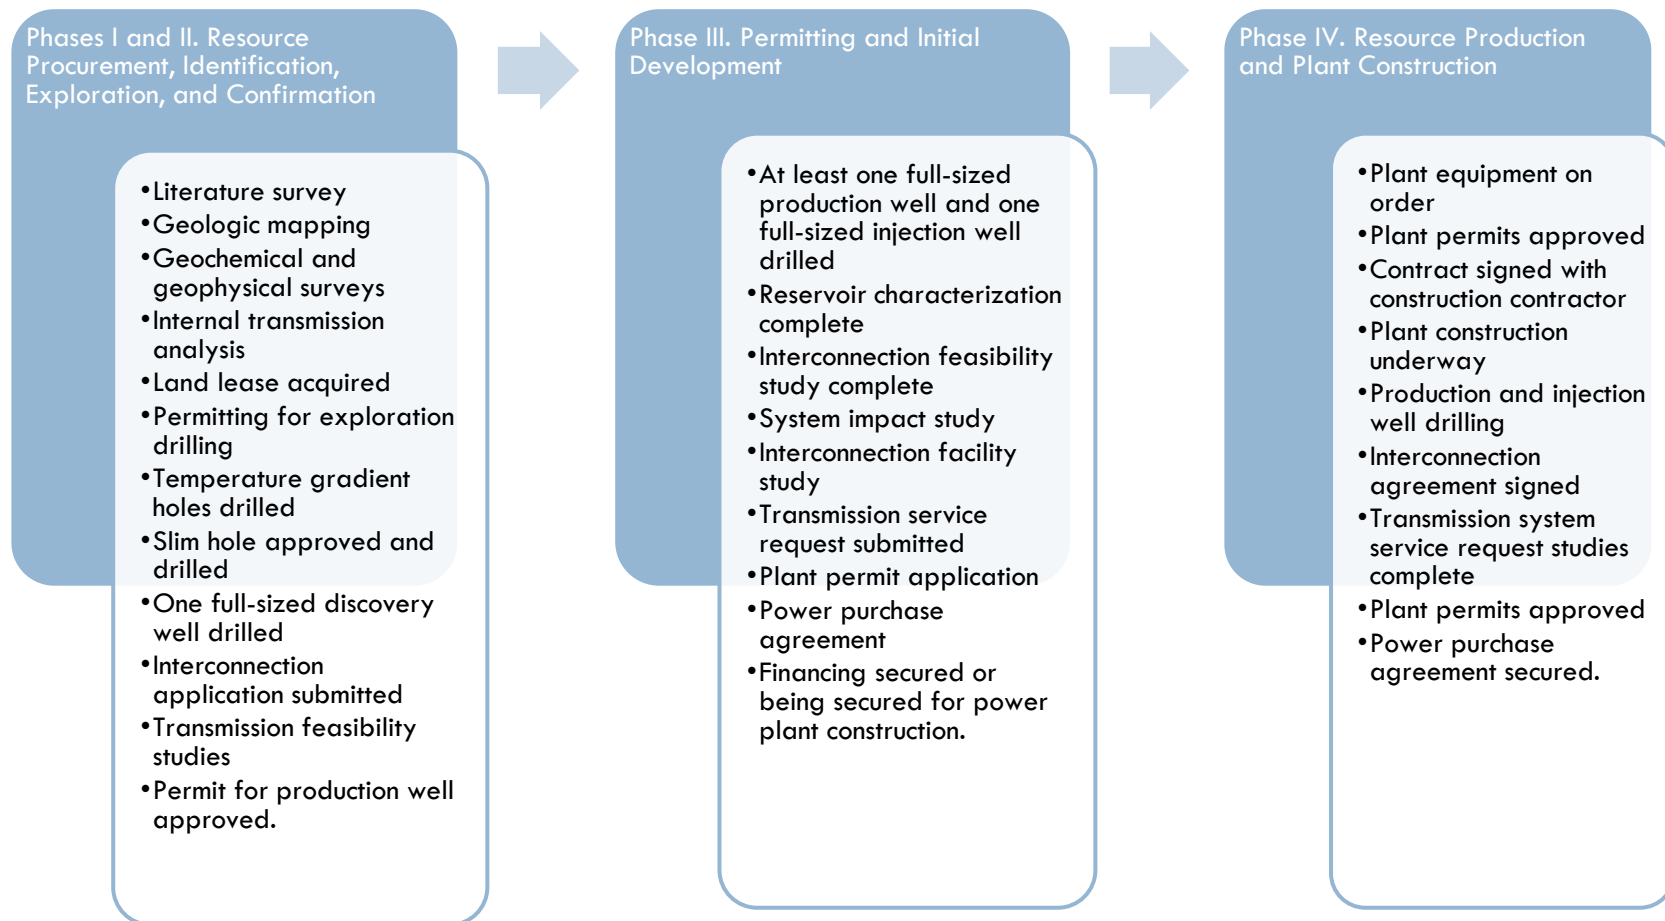 Phases I and II. Resource
Procurement, Identification,
Exploration, and Confirmation
•Literature survey
•Geologic mapping
•Geochemical and
geophysical surveys
•Internal transmission
analysis
•Land lease acquired
•Permitting for exploration
drilling
•Temperature gradient
holes drilled
•Slim hole approved and
drilled
•One full-sized discovery
well drilled
•Interconnection
application submitted
•Transmission feasibility
studies
•Permit for production well
approved.
Phase III. Permitting and Initial
Development
•At least one full-sized
production well and one
full-sized injection well
drilled
•Reservoir characterization
complete
•Interconnection feasibility
study complete
•System impact study
•Interconnection facility
study
•Transmission service
request submitted
•Plant permit application
•Power purchase
agreement
•Financing secured or
being secured for power
plant construction.
Phase IV. Resource Production
and Plant Construction
•Plant equipment on
order
•Plant permits approved
•Contract signed with
construction contractor
•Plant construction
underway
•Production and injection
well drilling
•Interconnection
agreement signed
•Transmission system
service request studies
complete
•Plant permits approved
•Power purchase
agreement secured.